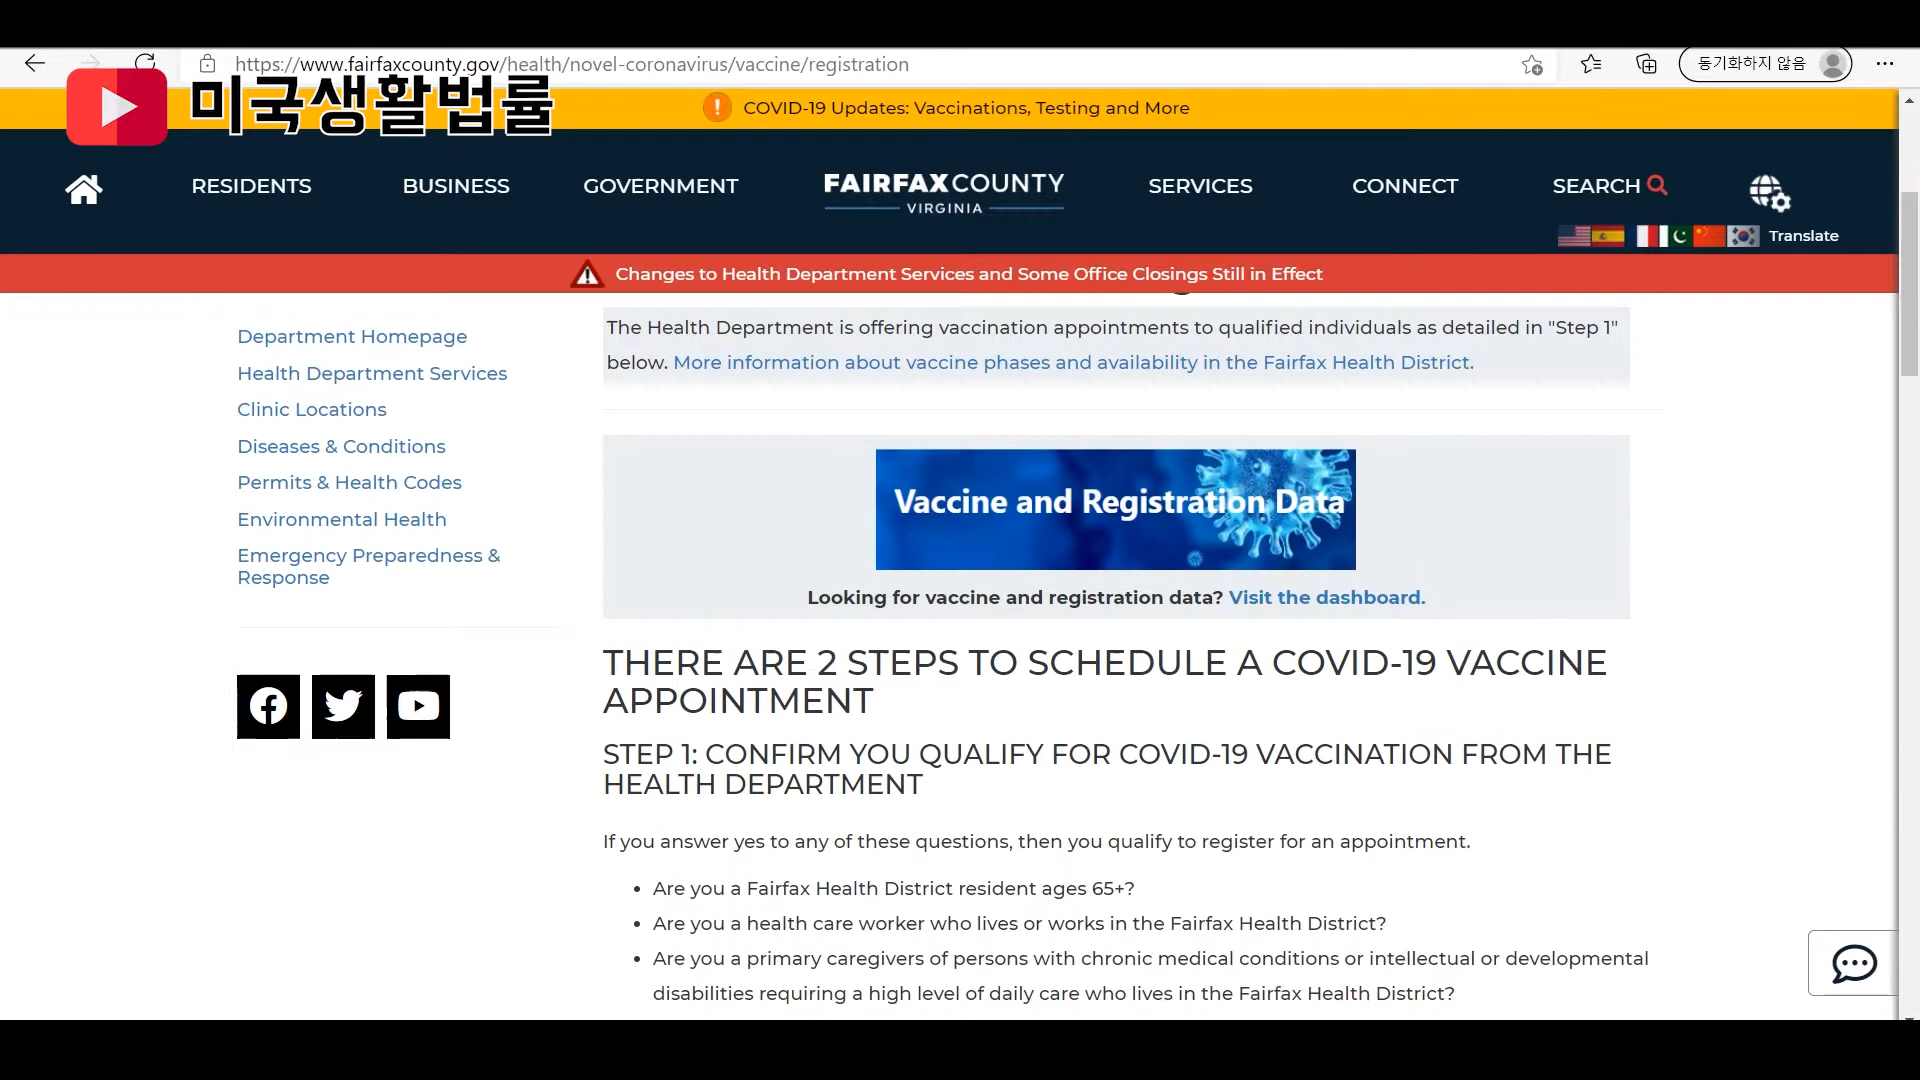 https://www.fairfaxcounty.gov/health/novel-coronavirus/vaccine/registration
동기화하지 않음
미국생활법률
COVID-19 Updates: Vaccinations, Testing and More
RESIDENTS
BUSINESS
GOVERNMENT
FAIRFAX COUNTY
VIRGINIA
SERVICES
CONNECT
SEARCH
Translate
Changes to Health Department Services and Some Office Closings Still in Effect
Department Homepage
Health Department Services
Clinic Locations
Diseases & Conditions
Permits & Health Codes
Environmental Health
Emergency Preparedness &
Response
The Health Department is offering vaccination appointments to qualified individuals as detailed in "Step 1"
below. More information about vaccine phases and availability in the Fairfax Health District.
Vaccine and Registration Data
Looking for vaccine and registration data? Visit the dashboard.
THERE ARE 2 STEPS TO SCHEDULE A COVID-19 VACCINE
APPOINTMENT
STEP 1: CONFIRM YOU QUALIFY FOR COVID-19 VACCINATION FROM THE
HEALTH DEPARTMENT
If you answer yes to any of these questions, then you qualify to register for an appointment.
• Are you a Fairfax Health District resident ages 65+?
• Are you a health care worker who lives or works in the Fairfax Health District?
• Are you a primary caregivers of persons with chronic medical conditions or intellectual or developmental
disabilities requiring a high level of daily care who lives in the Fairfax Health District?